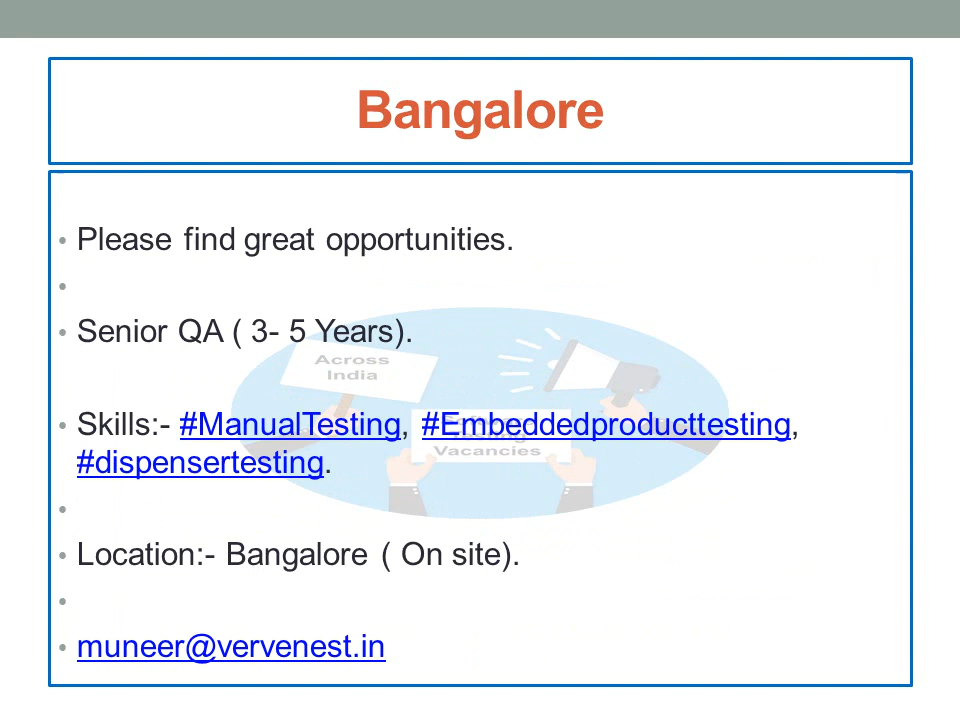 Bangalore
• Please find great opportunities.
•
• Senior QA ( 3- 5 Years).
Across
India
• Skills:- #ManualTesting, #Embeddedproducttesting,
Testing
Vacancies
#dispensertesting.
•
• Location:- Bangalore ( On site).
•
• muneer@vervenest.in